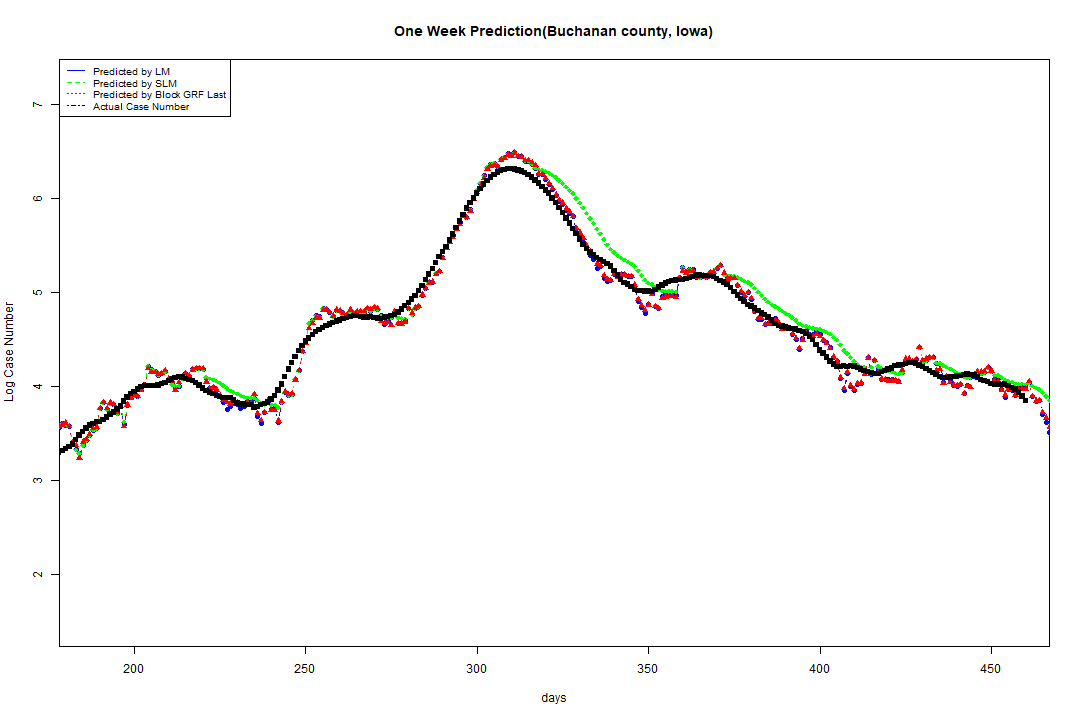 One Week Prediction(Buchanan county, Iowa)
Predicted by LM
Predicted by SLM
Predicted by Block GRF Last
Actual Case Number
7
6
5
4
3
2
Log Case Number
200
250
300
350
400
450
days